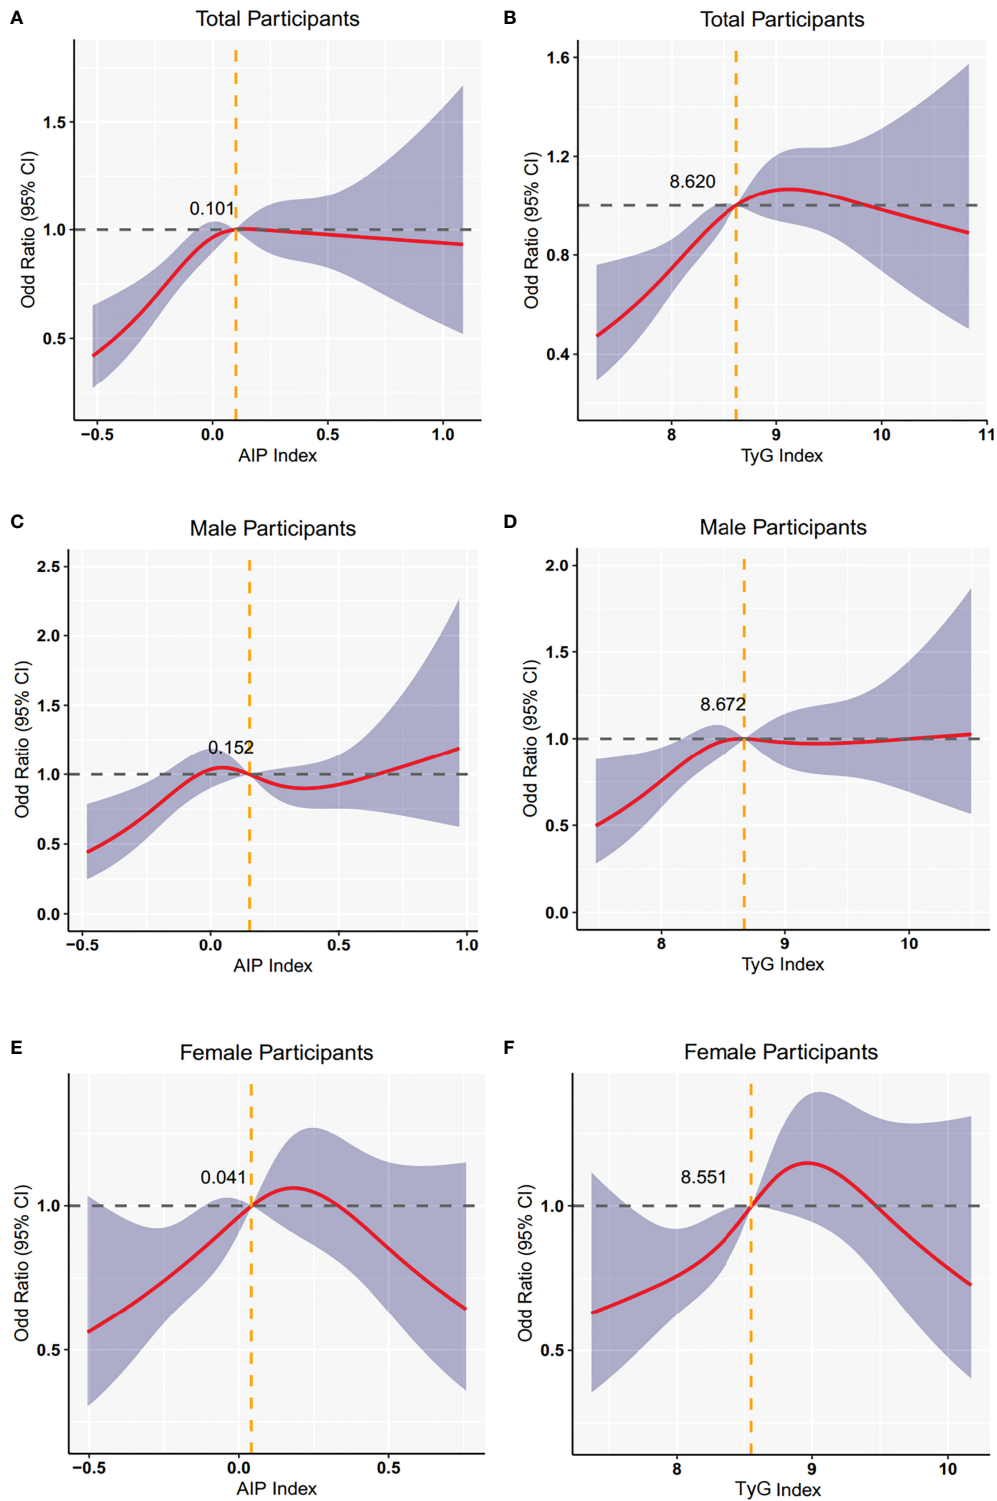 A
Total Participants
Odd Ratio (95% CI)
1.5
1.0
0.5
0.101
−0.5
0.0
0.5
1.0
AIP Index
B
Total Participants
Odd Ratio (95% CI)
1.6
1.2
0.8
0.4
8.620
8
9
10
11
TyG Index
C
Male Participants
Odd Ratio (95% CI)
2.5
2.0
1.5
1.0
0.5
0.0
0.152
−0.5
0.0
0.5
1.0
AIP Index
D
Male Participants
Odd Ratio (95% CI)
2.0
1.5
1.0
0.5
0.0
8.672
8
9
10
TyG Index
E
Female Participants
Odd Ratio (95% CI)
1.0
0.5
0.041
−0.5
0.0
0.5
AIP Index
F
Female Participants
Odd Ratio (95% CI)
1.0
0.5
8.551
8
9
10
TyG Index